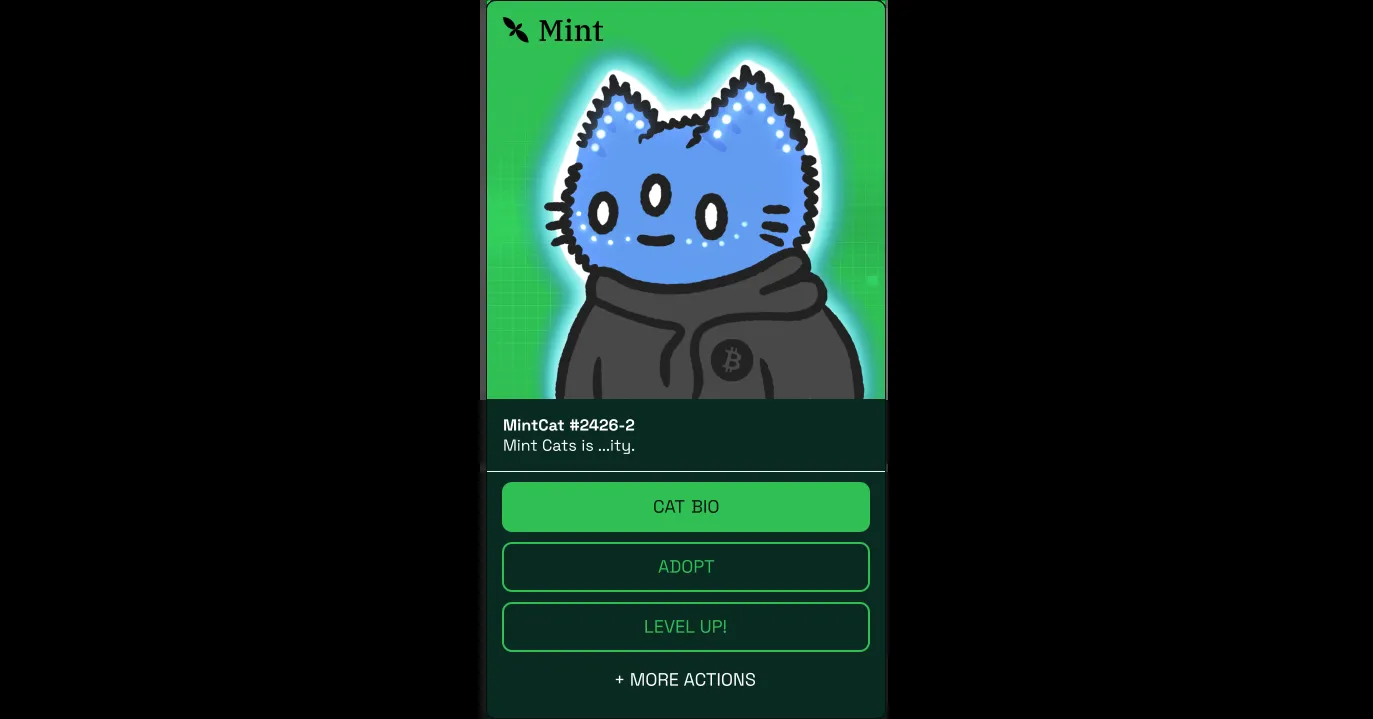 Mint
MintCat #2426-2
Mint Cats is ...ity.
CAT BIO
ADOPT
LEVEL UP!
+ MORE ACTIONS